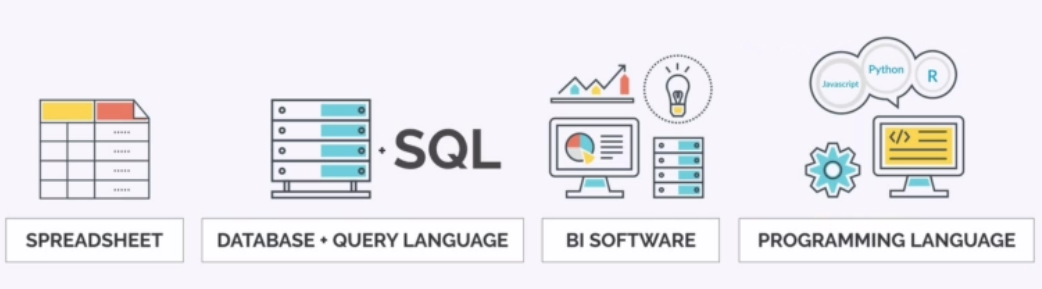 Javascript
Python
R
+ SQL
</>
SPREADSHEET
DATABASE + QUERY LANGUAGE
BI SOFTWARE
PROGRAMMING LANGUAGE